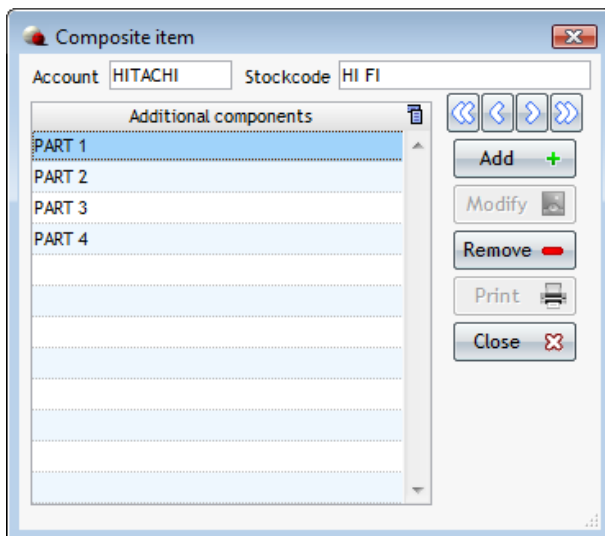 Composite item
Account HITACHI Stockcode HI FI
Additional components
PART 1
PART 2
PART 3
PART 4
Add
Modify
Remove
Print
Close